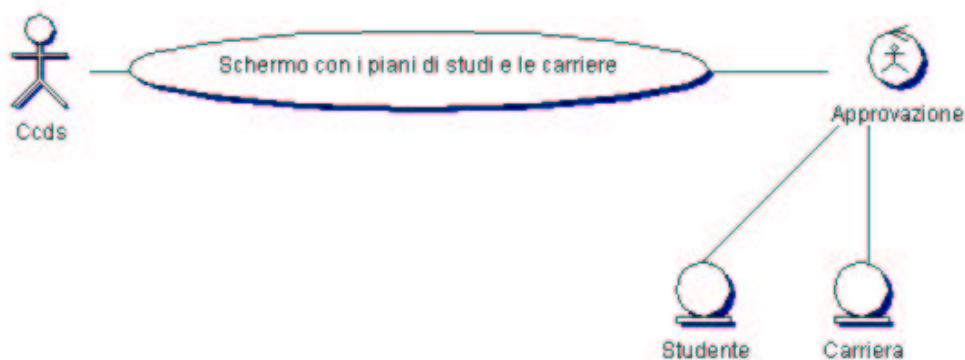 Schermo con i piani di studi e le carriere
Ccds
Approvazione
Studente
Carriera